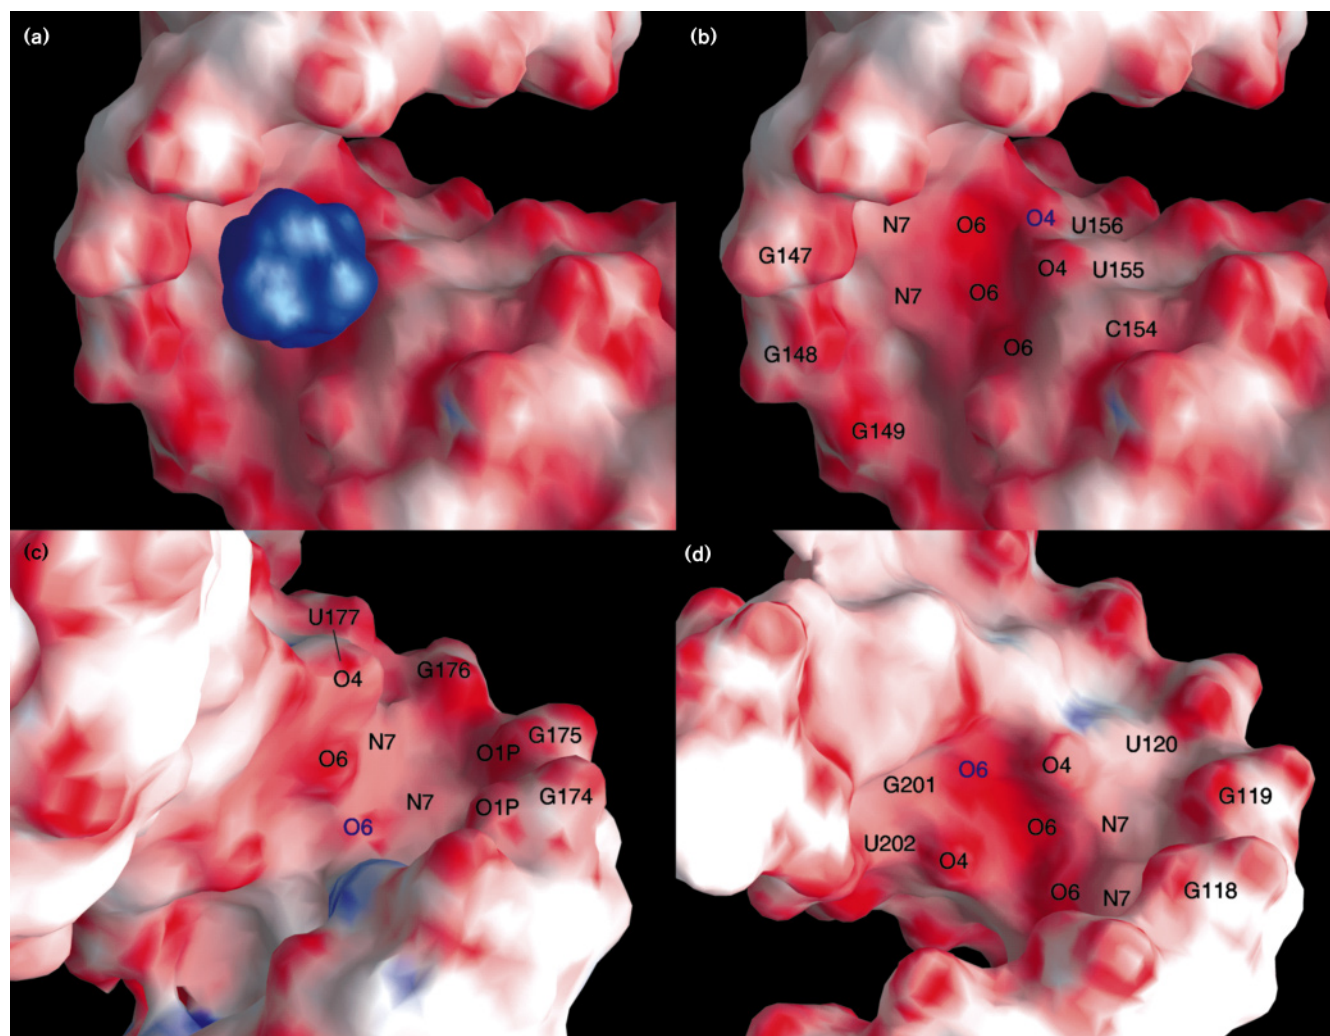 (a)
(b)
N7 O6 O4 U156
G147 O4 U155
N7 O6
G148 O6 C154
G149
(c)
U177
O4 G176
N7 G175
O6 O1P
N7 O1P G174
O6
(d)
G201 O6 O4 U120
G119
U202 O4 O6 N7
O6 N7 G118